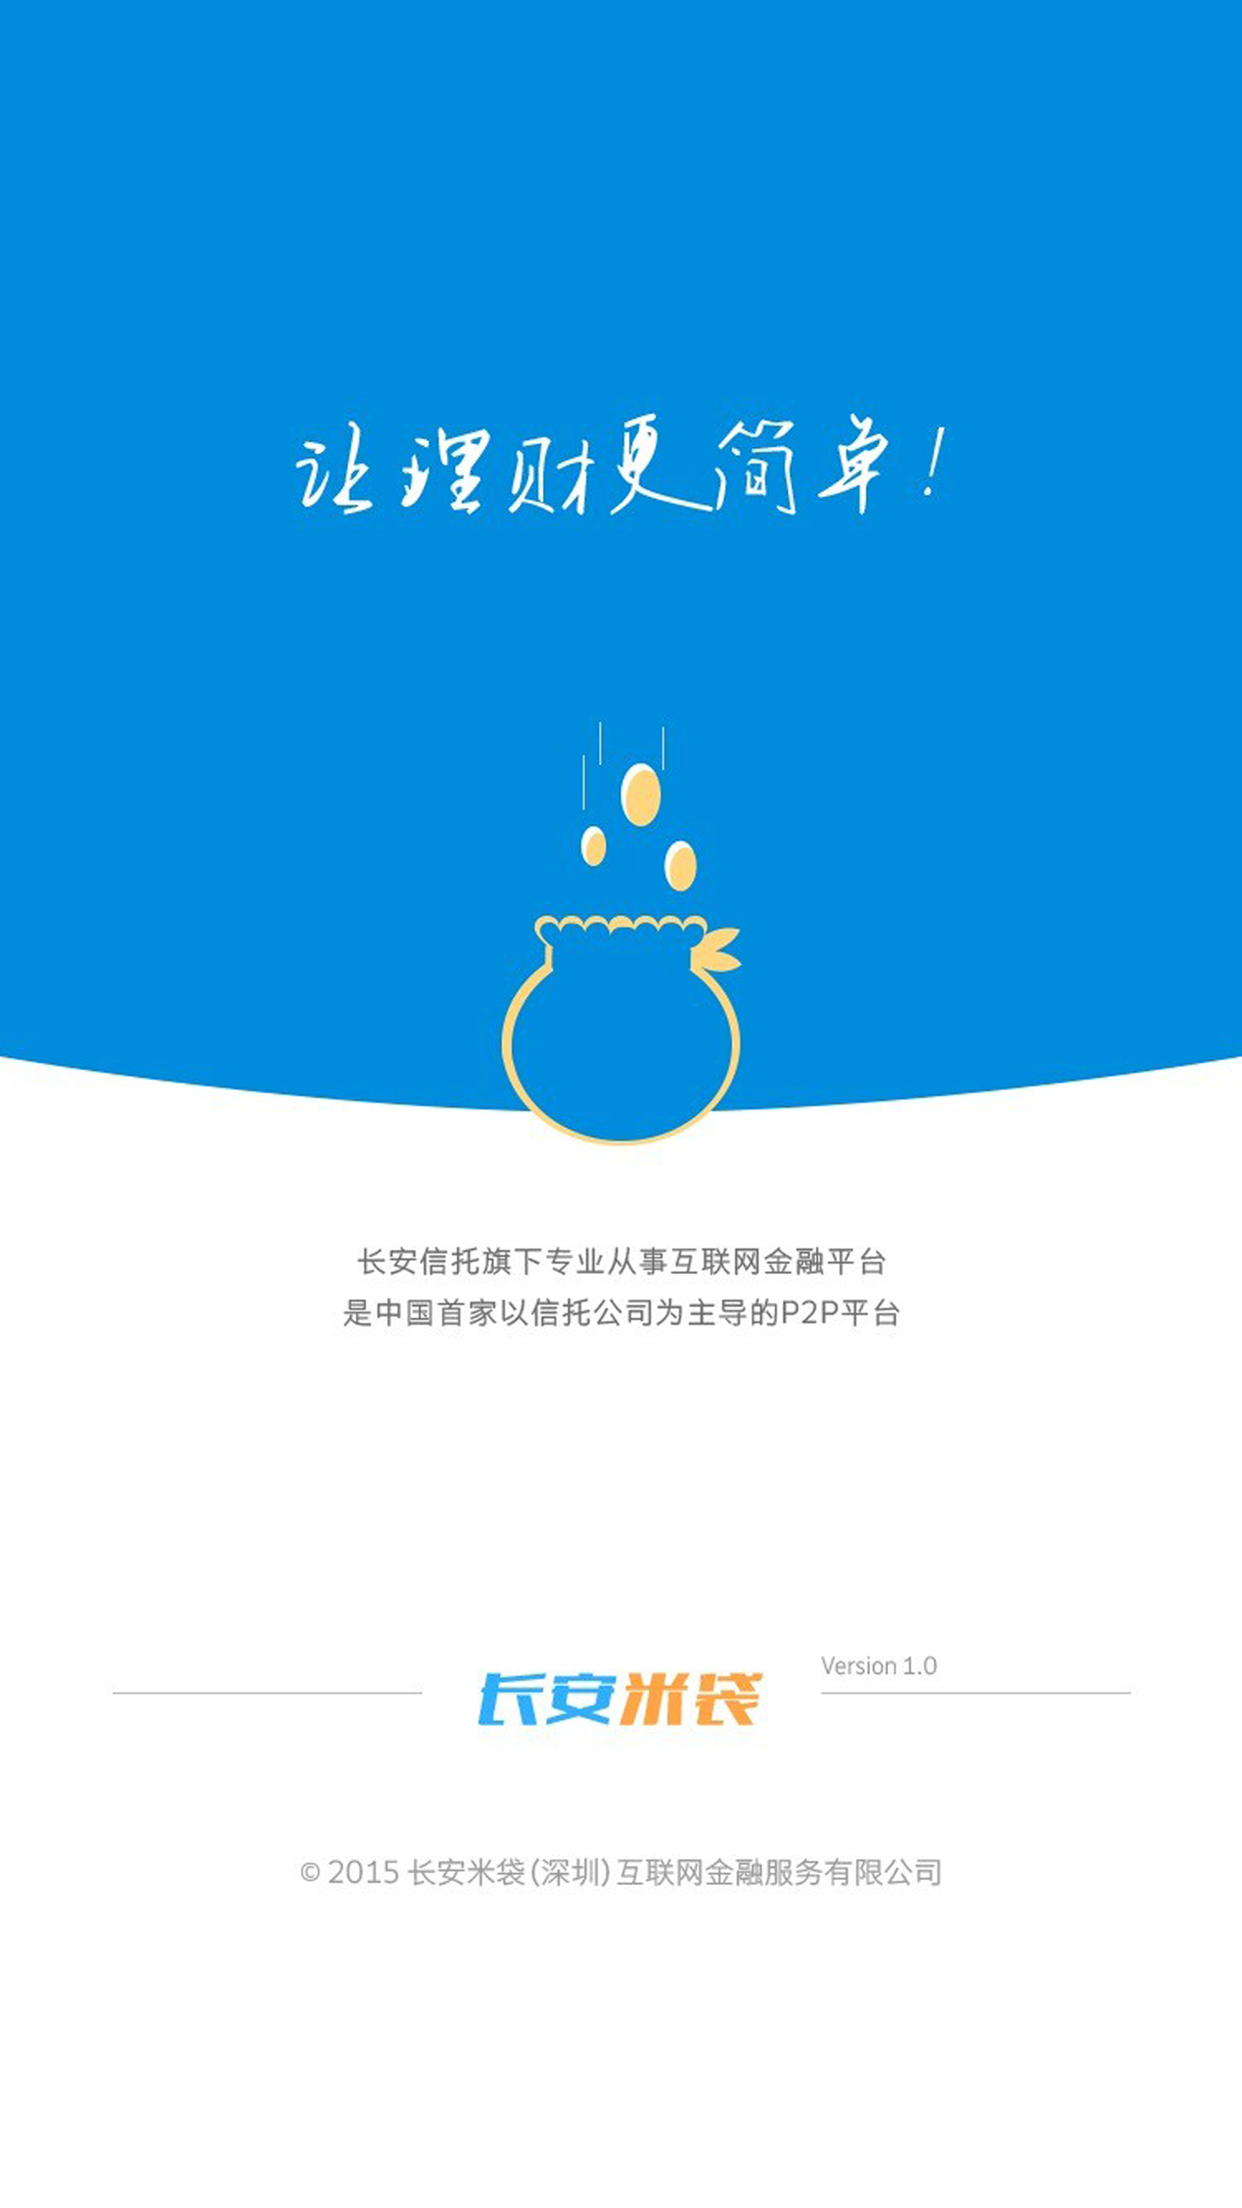 让理财更简单!
长安信托旗下专业从事互联网金融平台
是中国首家以信托公司为主导的P2P平台
长安米袋
Version 1.0
© 2015 长安米袋(深圳)互联网金融服务有限公司